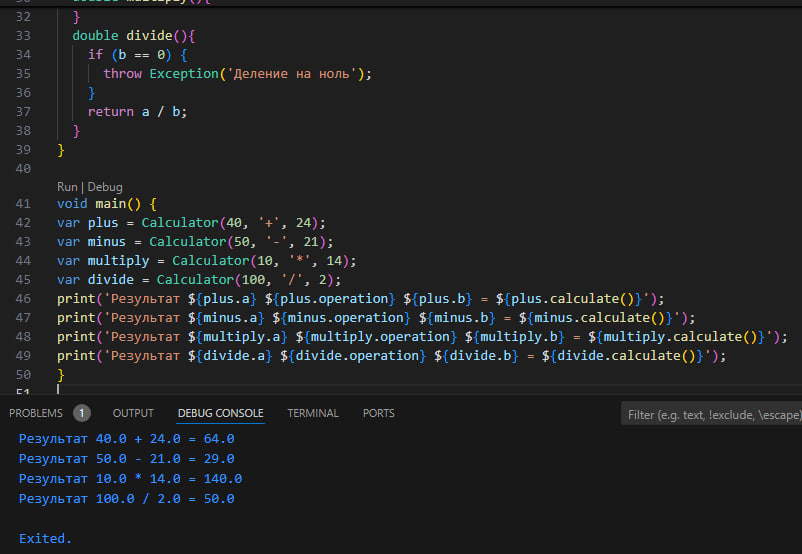 32 }
33 double divide(){
34 if (b == 0) {
35 throw Exception('Деление на ноль');
36 }
37 return a / b;
38 }
39 }
40
Run | Debug
41 void main() {
42 var plus = Calculator(40, '+', 24);
43 var minus = Calculator(50, '-', 21);
44 var multiply = Calculator(10, '*', 14);
45 var divide = Calculator(100, '/', 2);
46 print('Результат ${plus.a} ${plus.operation} ${plus.b} = ${plus.calculate()}');
47 print('Результат ${minus.a} ${minus.operation} ${minus.b} = ${minus.calculate()}');
48 print('Результат ${multiply.a} ${multiply.operation} ${multiply.b} = ${multiply.calculate()}');
49 print('Результат ${divide.a} ${divide.operation} ${divide.b} = ${divide.calculate()}');
50 }
51
PROBLEMS 1 OUTPUT DEBUG CONSOLE TERMINAL PORTS Filter (e.g. text, !exclude, \escape)
Результат 40.0 + 24.0 = 64.0
Результат 50.0 - 21.0 = 29.0
Результат 10.0 * 14.0 = 140.0
Результат 100.0 / 2.0 = 50.0
Exited.